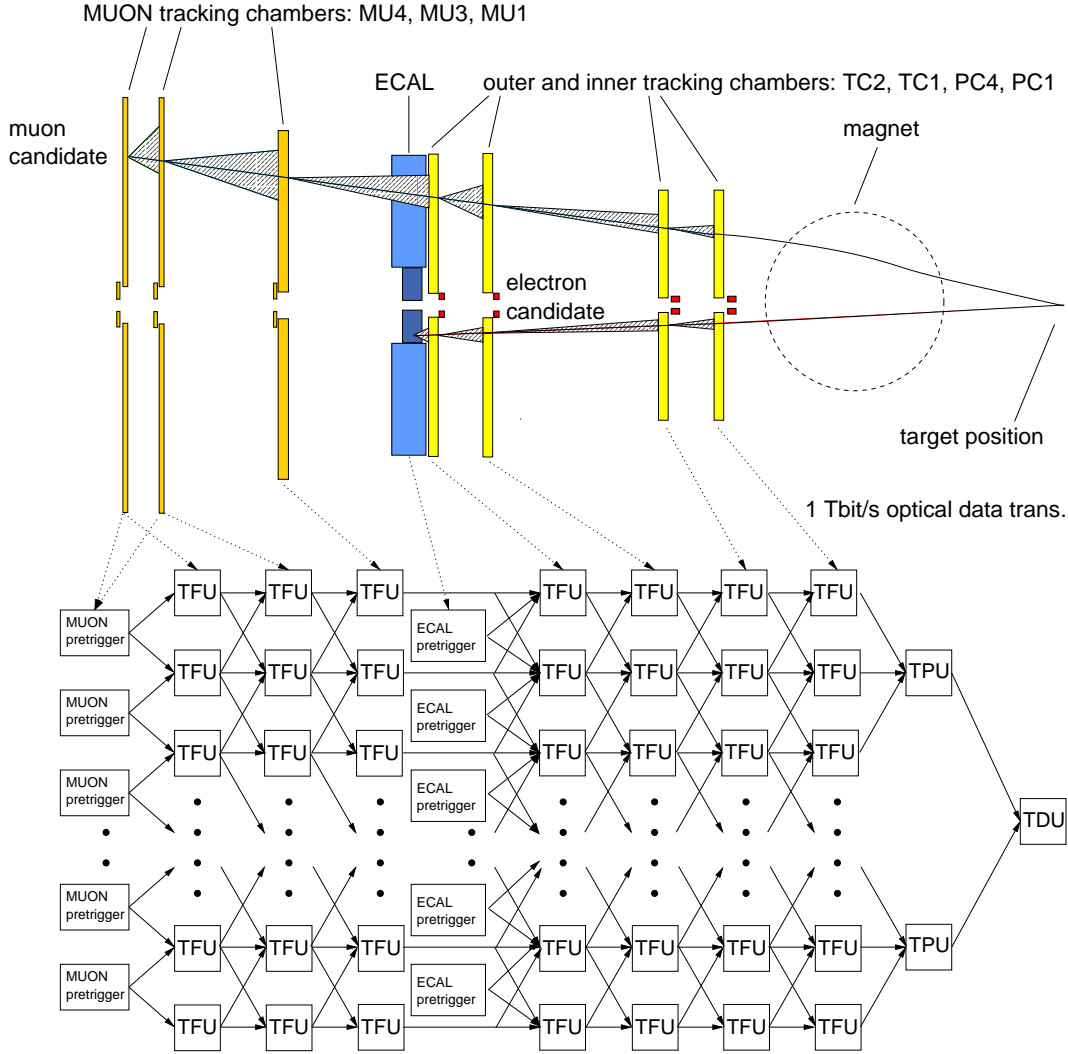 MUON tracking chambers: MU4, MU3, MU1
ECAL
outer and inner tracking chambers: TC2, TC1, PC4, PC1
muon
candidate
magnet
electron
candidate
target position
1 Tbit/s optical data trans.
TFU TFU TFU TFU TFU TFU TFU
MUON
pretrigger
ECAL
pretrigger
TFU TFU TFU TFU TFU TFU TFU TPU
MUON
pretrigger
ECAL
pretrigger
TFU TFU TFU TFU TFU TFU TFU
MUON
pretrigger
ECAL
pretrigger
TDU
MUON
pretrigger
ECAL
pretrigger
TFU TFU TFU TFU TFU TFU TFU TPU
MUON
pretrigger
ECAL
pretrigger
TFU TFU TFU TFU TFU TFU TFU